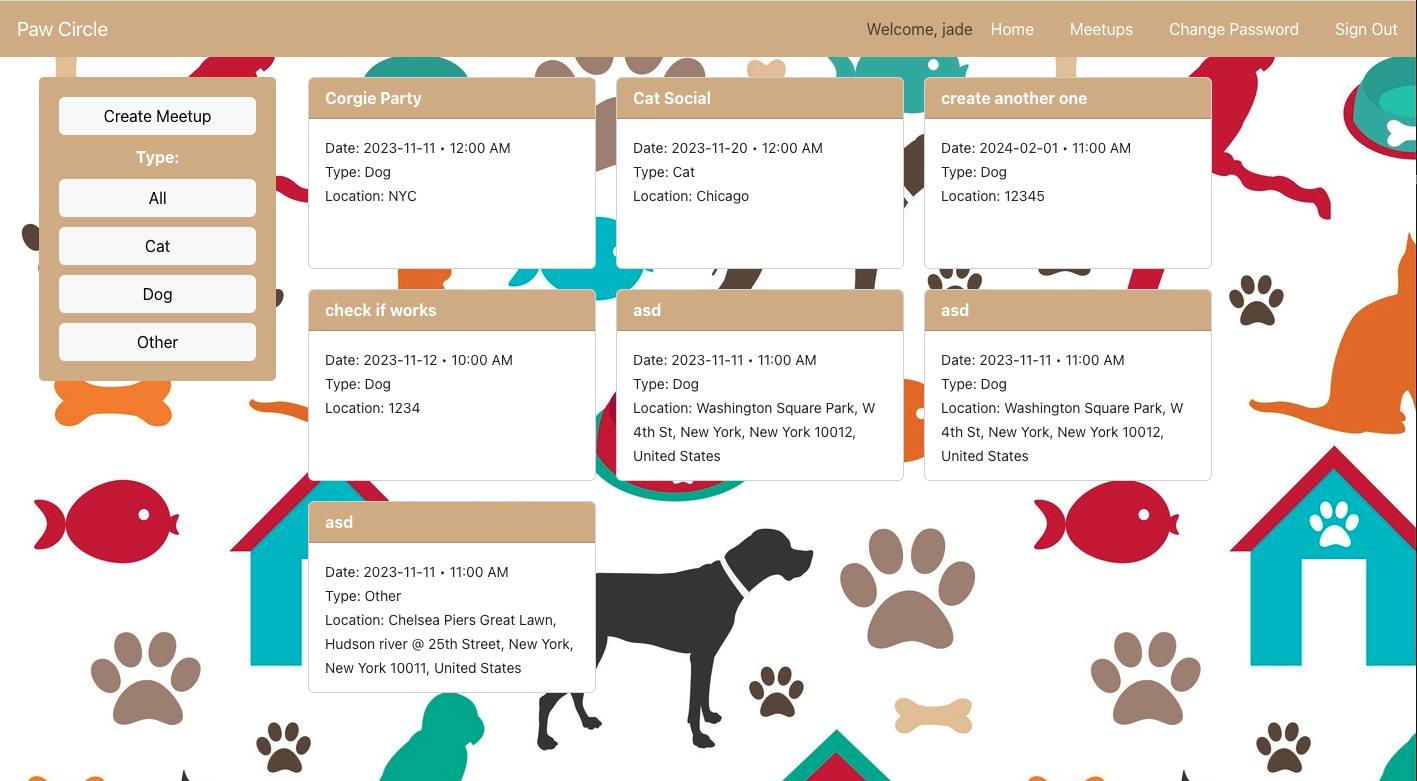 Paw Circle
Welcome, jade
Home
Meetups
Change Password
Sign Out
Create Meetup
Type:
All
Cat
Dog
Other
Corgie Party
Date: 2023-11-11 • 12:00 AM
Type: Dog
Location: NYC
Cat Social
Date: 2023-11-20 • 12:00 AM
Type: Cat
Location: Chicago
create another one
Date: 2024-02-01 • 11:00 AM
Type: Dog
Location: 12345
check if works
Date: 2023-11-12 • 10:00 AM
Type: Dog
Location: 1234
asd
Date: 2023-11-11 • 11:00 AM
Type: Dog
Location: Washington Square Park, W
4th St, New York, New York 10012,
United States
asd
Date: 2023-11-11 • 11:00 AM
Type: Dog
Location: Washington Square Park, W
4th St, New York, New York 10012,
United States
asd
Date: 2023-11-11 • 11:00 AM
Type: Other
Location: Chelsea Piers Great Lawn,
Hudson river @ 25th Street, New York,
New York 10011, United States